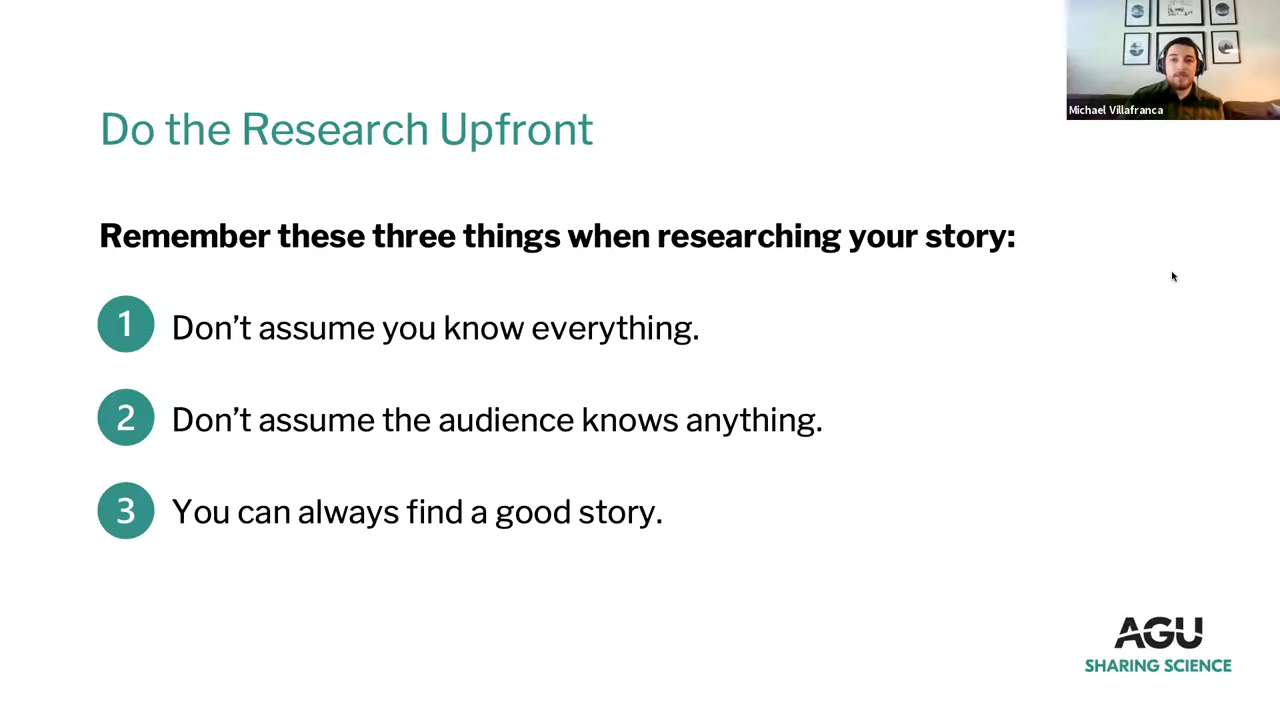 Michael Villafranca
Do the Research Upfront
Remember these three things when researching your story:
1 Don’t assume you know everything.
2 Don’t assume the audience knows anything.
3 You can always find a good story.
AGU
SHARING SCIENCE